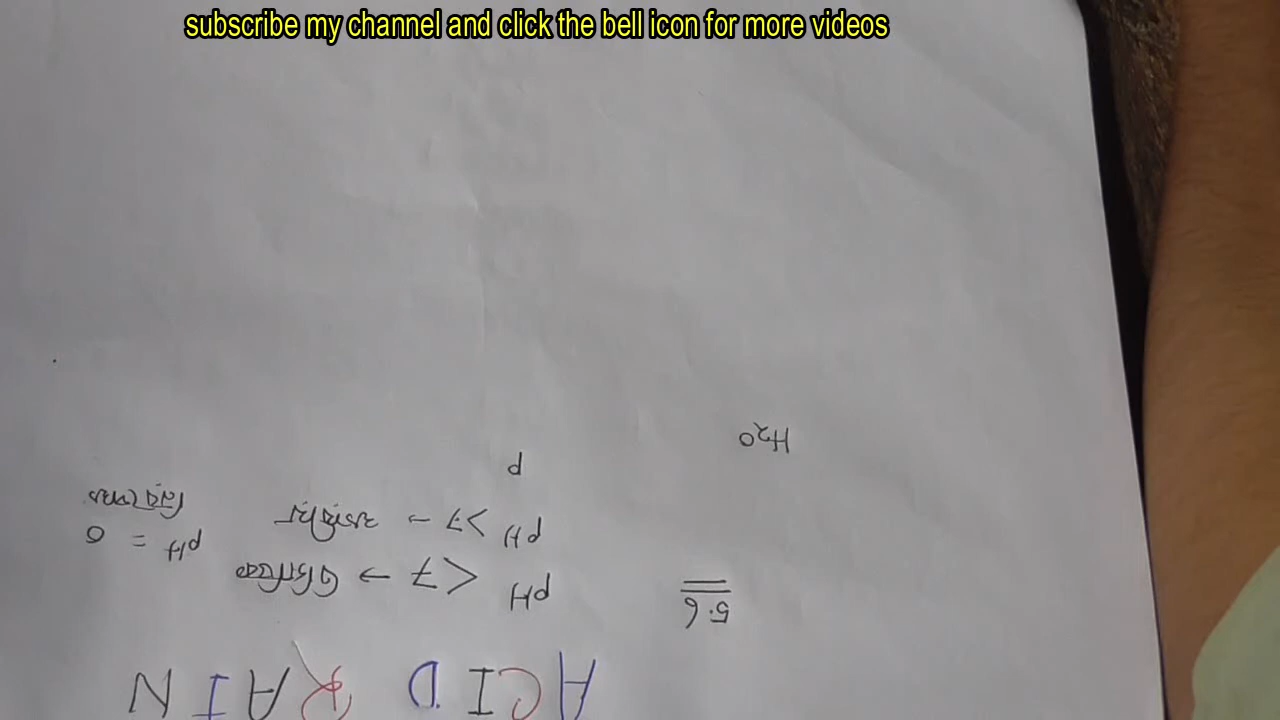 ACID RAIN
5.6
pH > 7 →
pH < 7 →
pH =
p
H2O
subscribe my channel and click the bell icon for more videos